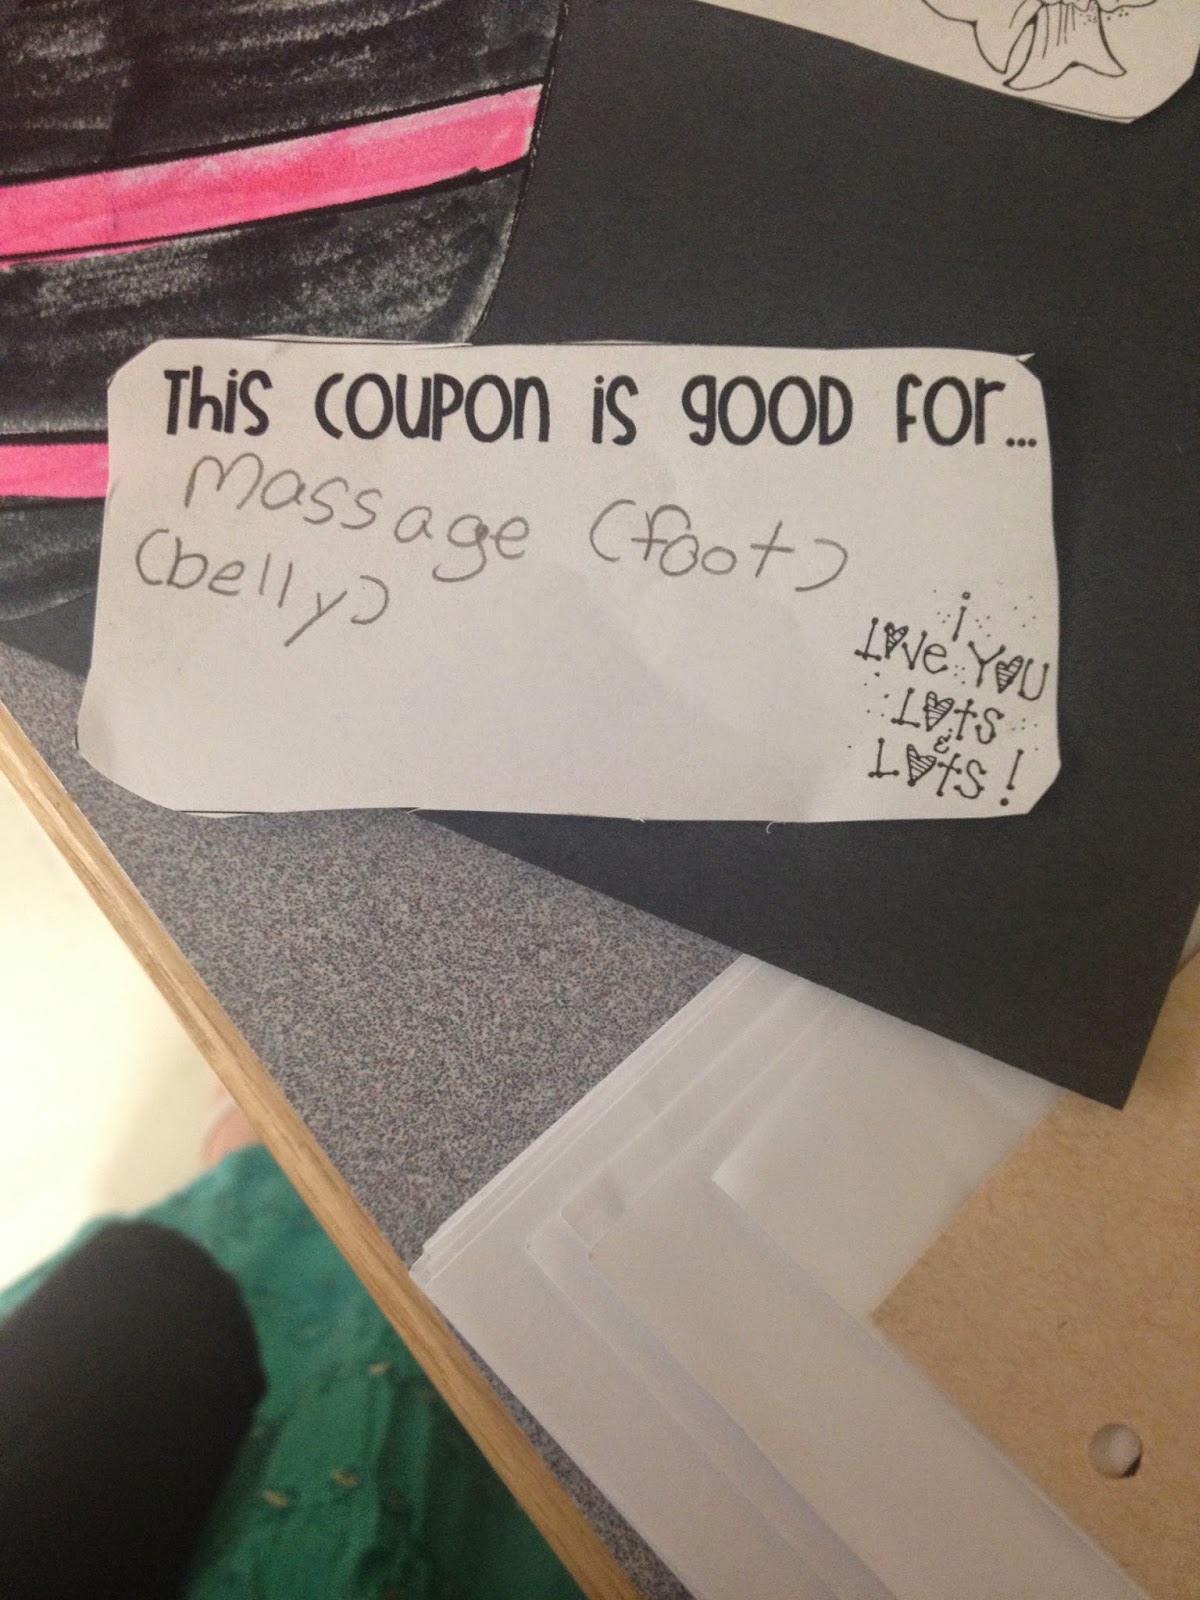 This coupon is good for...
Massage (foot)
(belly)
i
Love You
Lots
&
Lots!